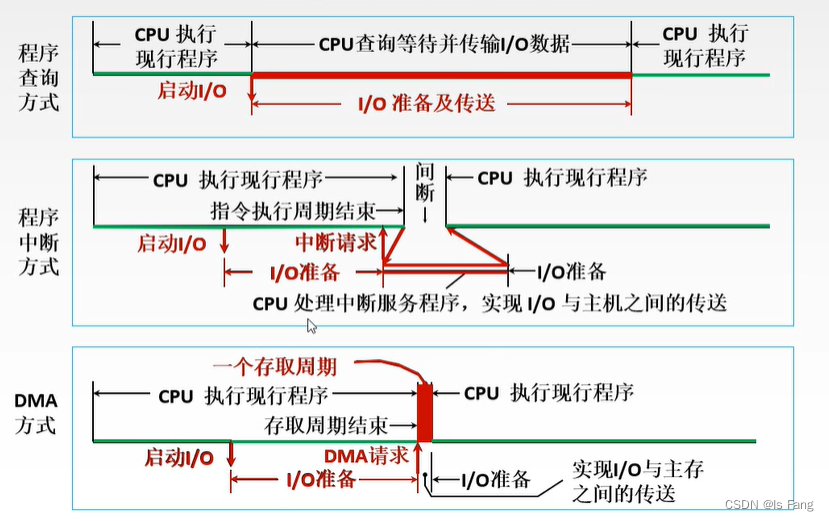 程序
查询
方式
CPU 执行
现行程序
CPU查询等待并传输I/O数据
CPU 执行
现行程序
启动I/O
I/O 准备及传送
程序
中断
方式
CPU 执行现行程序
间
断
CPU 执行现行程序
指令执行周期结束
启动I/O
中断请求
I/O准备
I/O准备
CPU 处理中断服务程序，实现 I/O 与主机之间的传送
DMA
方式
一个存取周期
CPU 执行现行程序
CPU 执行现行程序
存取周期结束
启动I/O
DMA请求
I/O准备
I/O准备
实现I/O与主存
之间的传送
CSDN @Is Fang